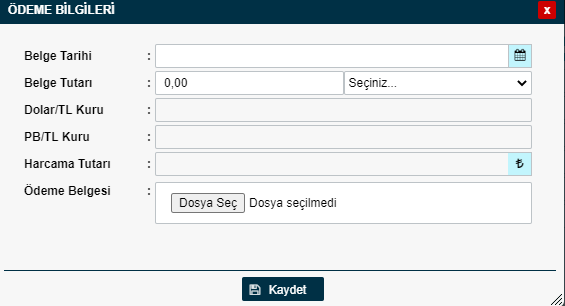 ÖDEME BİLGİLERİ x
Belge Tarihi :
Belge Tutarı : 0,00 Seçiniz...
Dolar/TL Kuru :
PB/TL Kuru :
Harcama Tutarı : ₺
Ödeme Belgesi : Dosya Seç Dosya seçilmedi
Kaydet